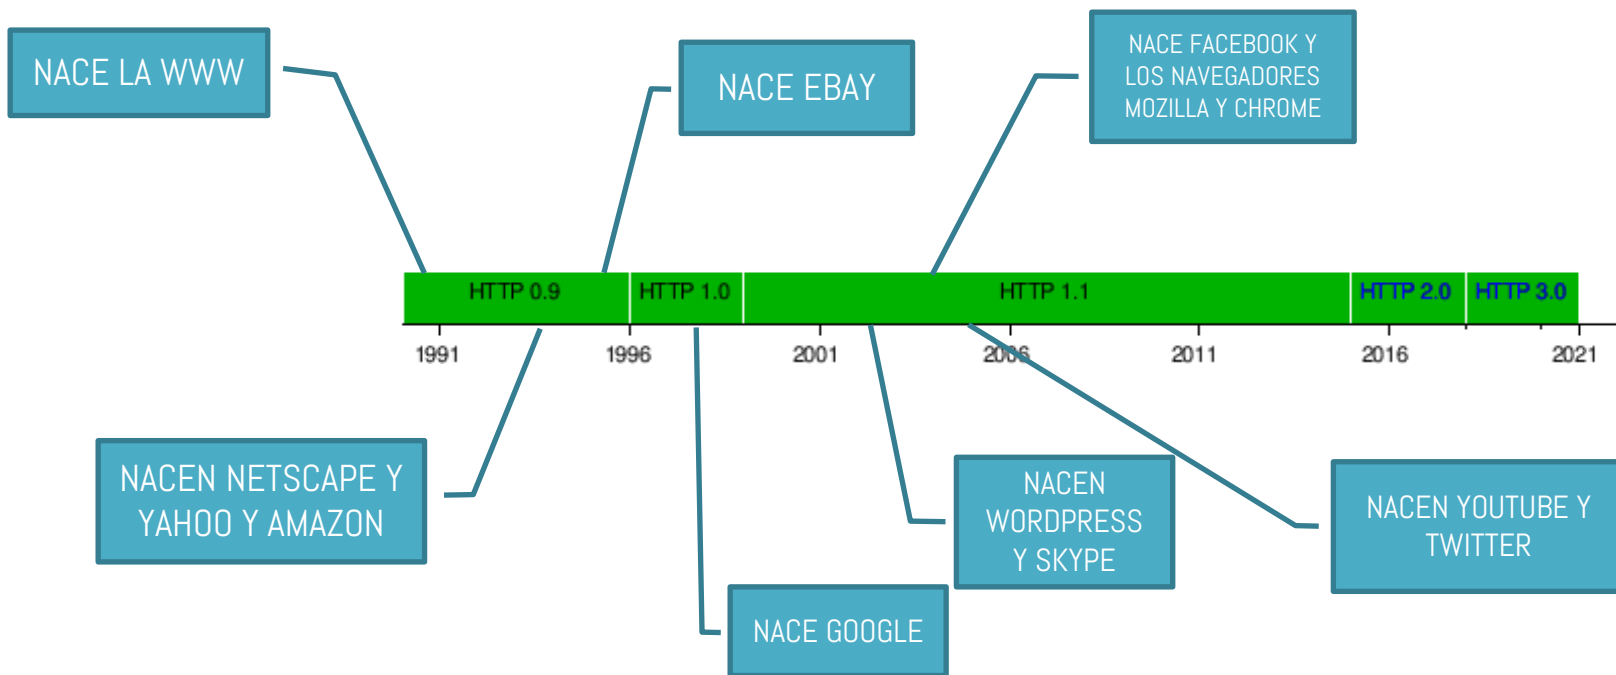 NACE LA WWW
NACE EBAY
NACE FACEBOOK Y
LOS NAVEGADORES
MOZILLA Y CHROME
HTTP 0.9
HTTP 1.0
HTTP 1.1
HTTP 2.0
HTTP 3.0
1991
1996
2001
2006
2011
2016
2021
NACEN NETSCAPE Y
YAHOO Y AMAZON
NACEN
WORDPRESS
Y SKYPE
NACEN YOUTUBE Y
TWITTER
NACE GOOGLE